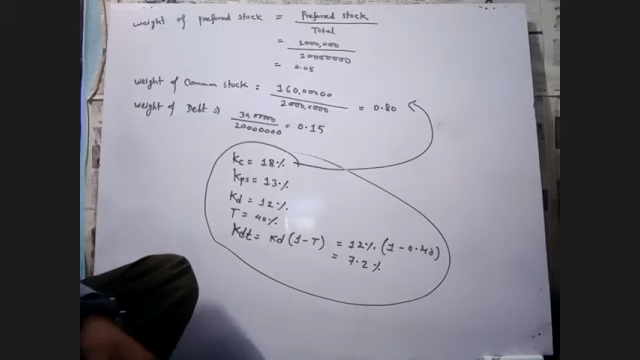 weight of preferred stock = Preferred stock
Total
= 1000,000
20000000
= 0.05
weight of Common stock = 160,00000
2000,0000 = 0.80
weight of Debt =
20000000 = 0.15
Kc = 18%
Kps = 13%
Kd = 12%
T = 40%
Kdt = Kd (1-T) = 12% (1-0.40)
= 7.2%